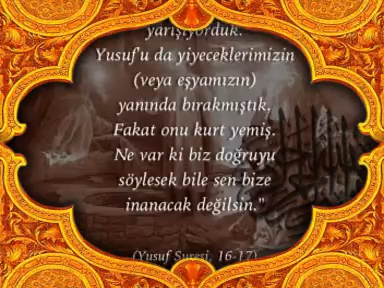 yarışıyorduk.
Yusuf'u da yiyeceklerimizin
(veya eşyamızın)
yanında bırakmıştık.
Fakat onu kurt yemiş.
Ne var ki biz doğruyu
söylesek bile sen bize
inanacak değilsin."
(Yusuf Suresi, 16-17)